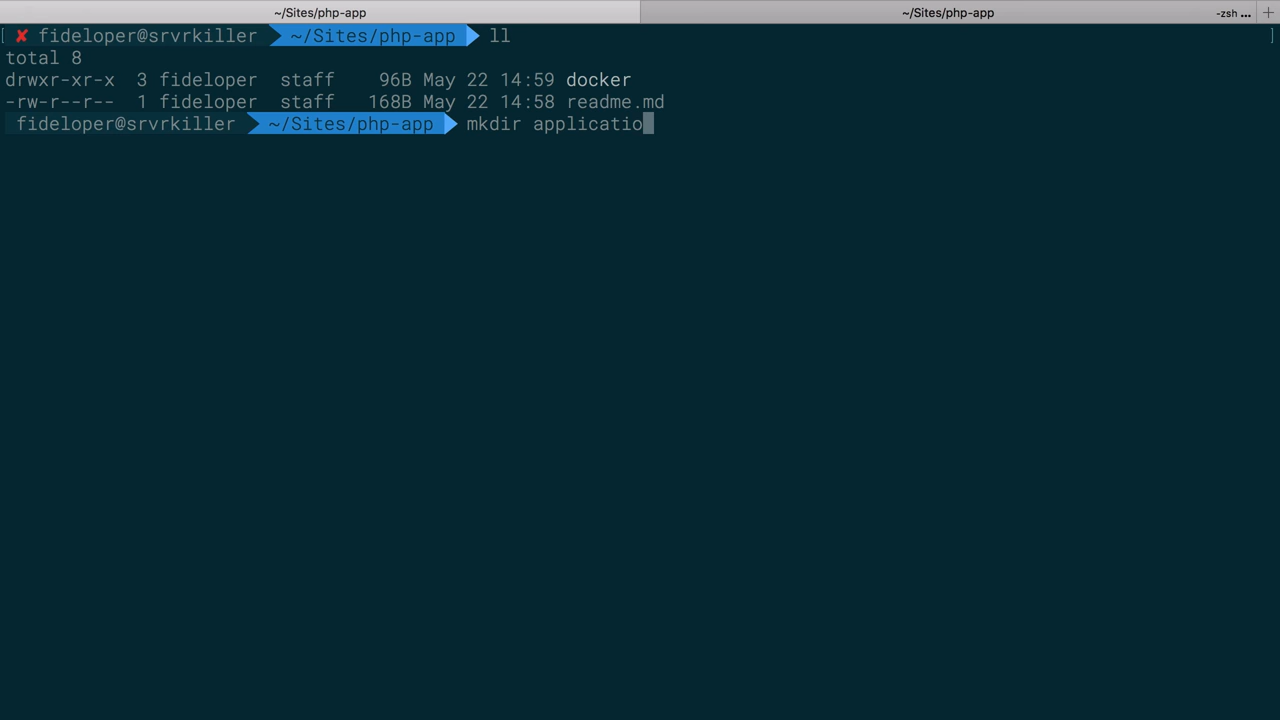 ~/Sites/php-app ~/Sites/php-app -zsh ...
[ ✘ fideloper@srvrkiller ~/Sites/php-app ll ]
total 8
drwxr-xr-x 3 fideloper staff 96B May 22 14:59 docker
-rw-r--r-- 1 fideloper staff 168B May 22 14:58 readme.md
fideloper@srvrkiller ~/Sites/php-app mkdir applicatio